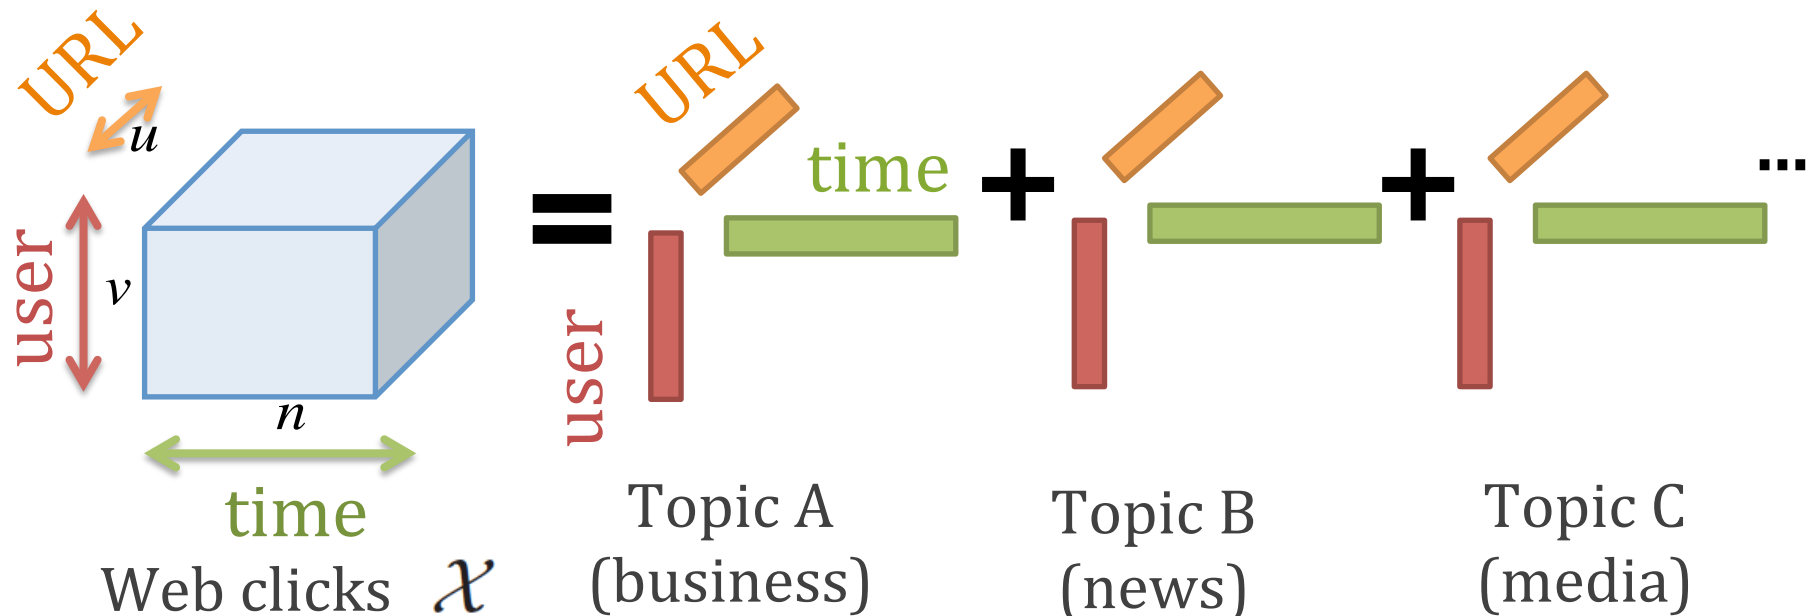 URL
u
user
v
n
time
Web clicks 𝒳
=
URL
time
user
Topic A
(business)
+
Topic B
(news)
+
Topic C
(media)
...